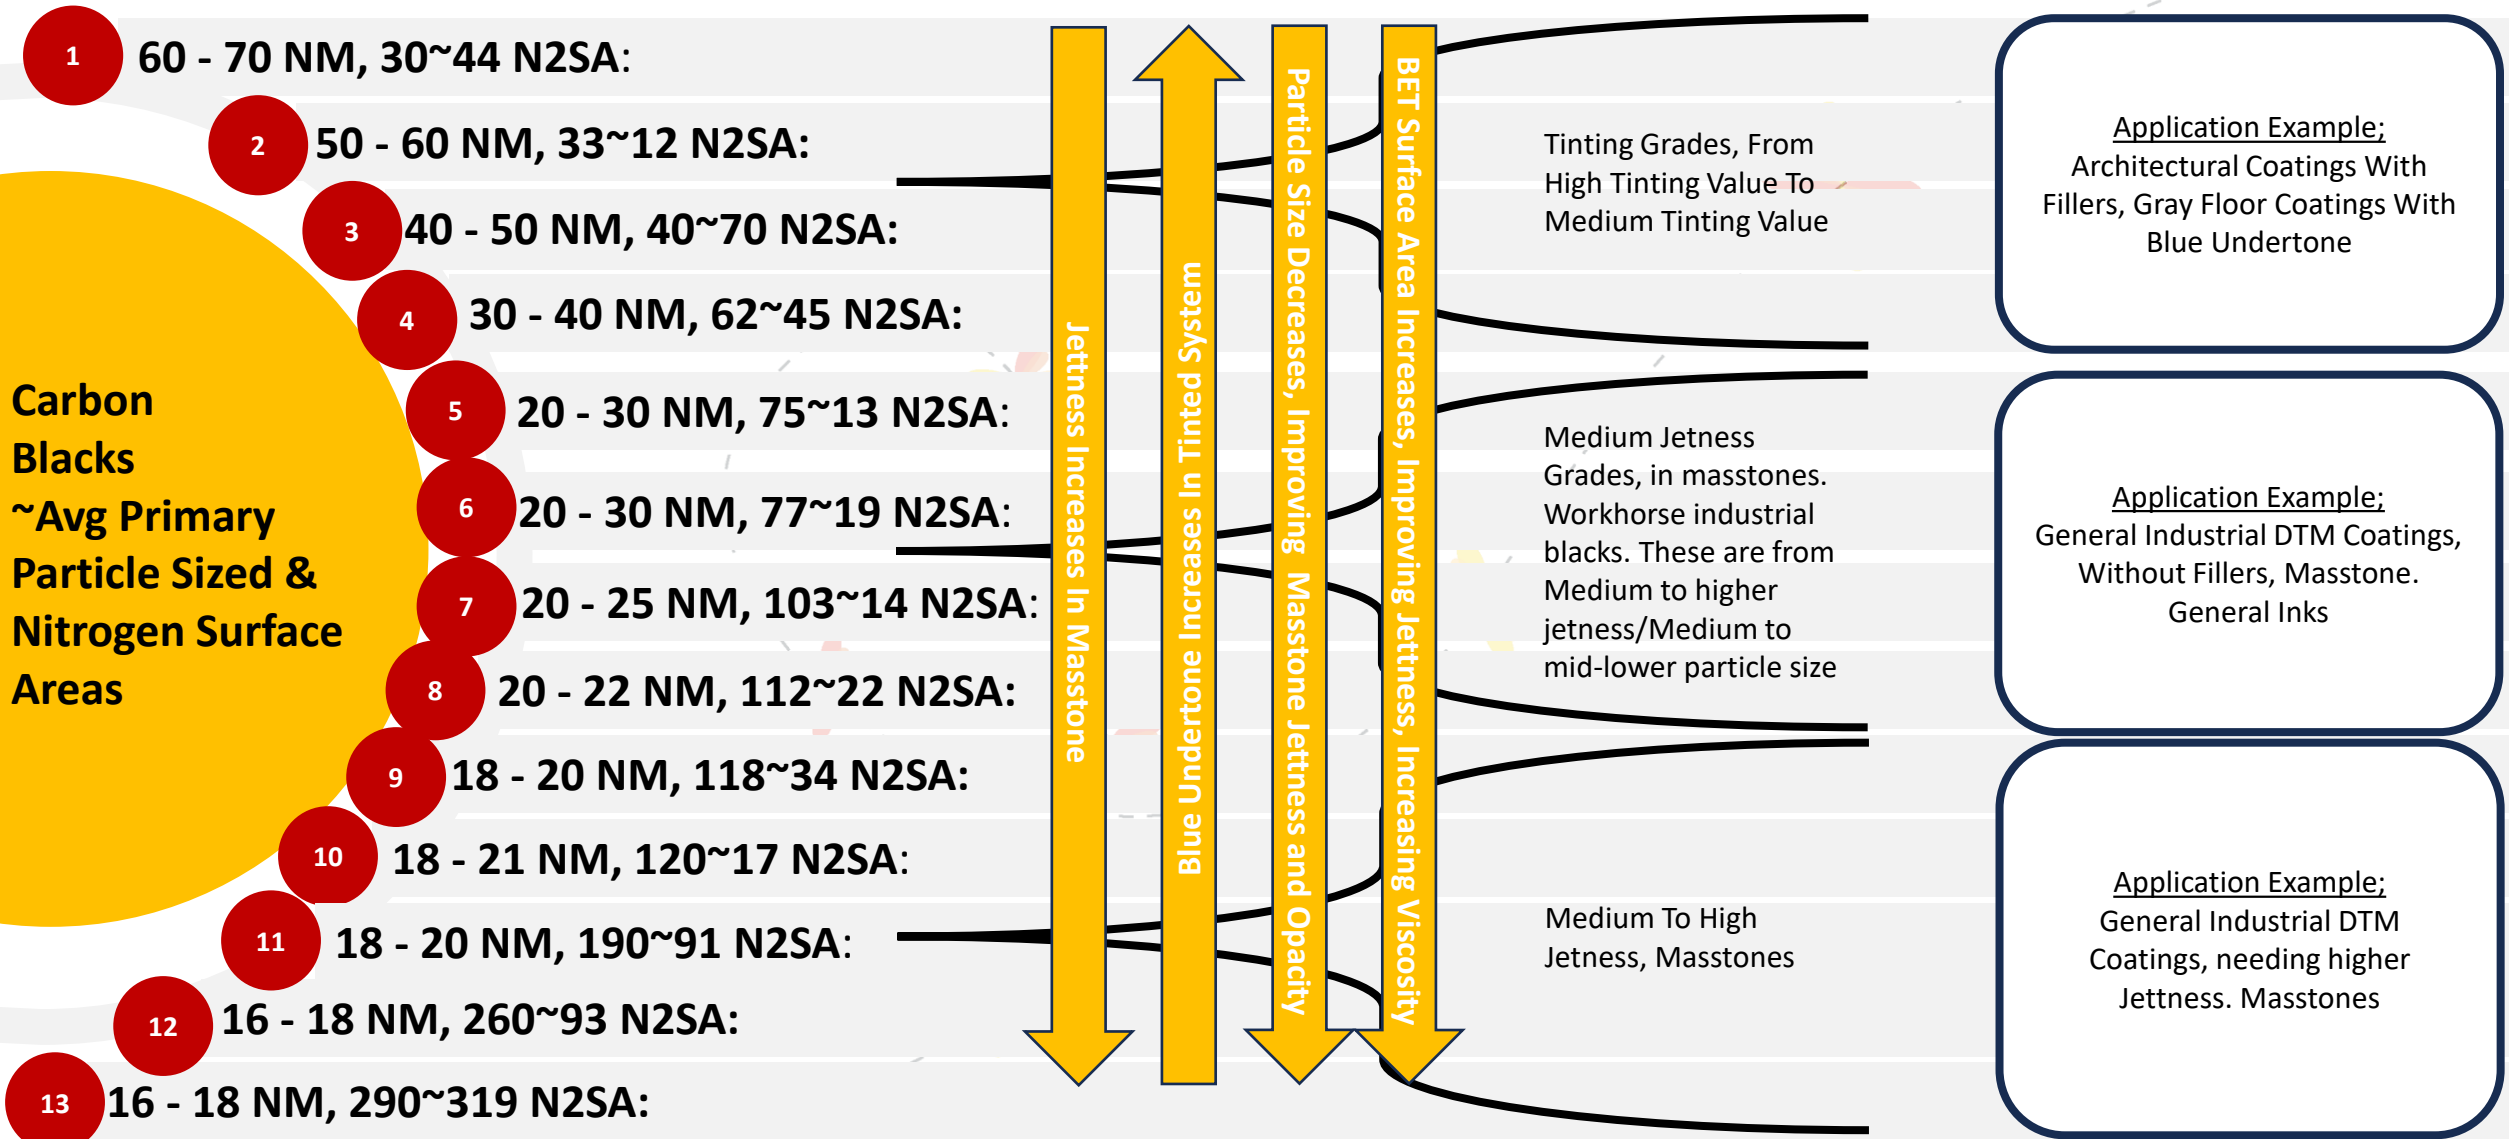 1
60 - 70 NM, 30~44 N2SA:
2
50 - 60 NM, 33~12 N2SA:
3
40 - 50 NM, 40~70 N2SA:
4
30 - 40 NM, 62~45 N2SA:
5
20 - 30 NM, 75~13 N2SA:
6
20 - 30 NM, 77~19 N2SA:
7
20 - 25 NM, 103~14 N2SA:
8
20 - 22 NM, 112~22 N2SA:
9
18 - 20 NM, 118~34 N2SA:
10
18 - 21 NM, 120~17 N2SA:
11
18 - 20 NM, 190~91 N2SA:
12
16 - 18 NM, 260~93 N2SA:
13
16 - 18 NM, 290~319 N2SA:
Carbon
Blacks
~Avg Primary
Particle Sized &
Nitrogen Surface
Areas
Jettness Increases In Masstone
Blue Undertone Increases In Tinted System
Particle Size Decreases, Improving Masstone Jettness and Opacity
BET Surface Area Increases, Improving Jettness, Increasing Viscosity
Tinting Grades, From
High Tinting Value To
Medium Tinting Value
Medium Jetness
Grades, in masstones.
Workhorse industrial
blacks. These are from
Medium to higher
jetness/Medium to
mid-lower particle size
Medium To High
Jetness, Masstones
Application Example;
Architectural Coatings With
Fillers, Gray Floor Coatings With
Blue Undertone
Application Example;
General Industrial DTM Coatings,
Without Fillers, Masstone.
General Inks
Application Example;
General Industrial DTM
Coatings, needing higher
Jettness. Masstones